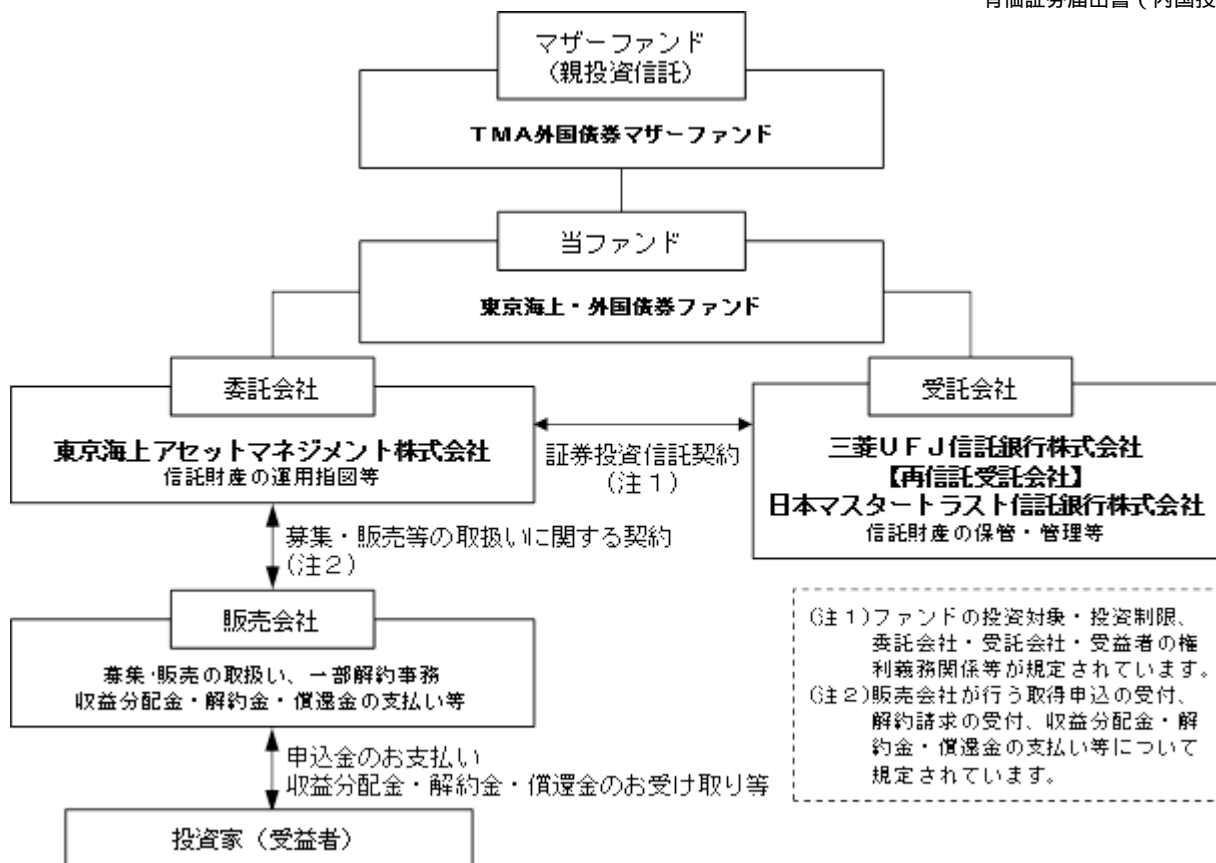 マザーファンド
（親投資信託）
ＴＭＡ外国債券マザーファンド
当ファンド
東京海上・外国債券ファンド
委託会社
東京海上アセットマネジメント株式会社
信託財産の運用指図等
証券投資信託契約
（注１）
受託会社
三菱ＵＦＪ信託銀行株式会社
【再信託受託会社】
日本マスタートラスト信託銀行株式会社
信託財産の保管・管理等
募集・販売等の取扱いに関する契約
（注２）
販売会社
募集・販売の取扱い、一部解約事務
収益分配金・解約金・償還金の支払い等
（注１）ファンドの投資対象・投資制限、
委託会社・受託会社・受益者の権
利義務関係等が規定されています。
（注２）販売会社が行う取得申込の受付、
解約請求の受付、収益分配金・解
約金・償還金の支払い等について
規定されています。
申込金のお支払い
収益分配金・解約金・償還金のお受け取り等
投資家（受益者）